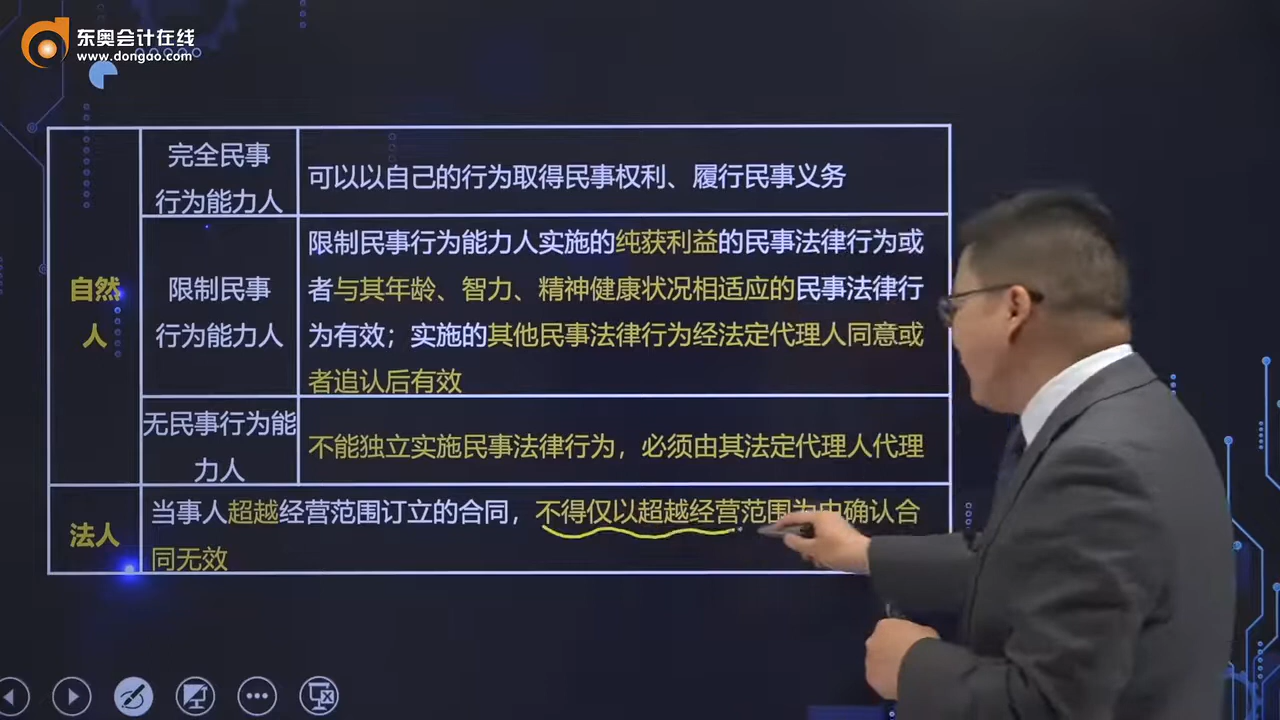 东奥会计在线
www.dongao.com
完全民事
行为能力人
可以以自己的行为取得民事权利、履行民事义务
自然
人
限制民事
行为能力人
限制民事行为能力人实施的纯获利益的民事法律行为或
者与其年龄、智力、精神健康状况相适应的民事法律行
为有效；实施的其他民事法律行为经法定代理人同意或
者追认后有效
无民事行为能
力人
不能独立实施民事法律行为，必须由其法定代理人代理
法人
当事人超越经营范围订立的合同，不得仅以超越经营范围为由确认合
同无效